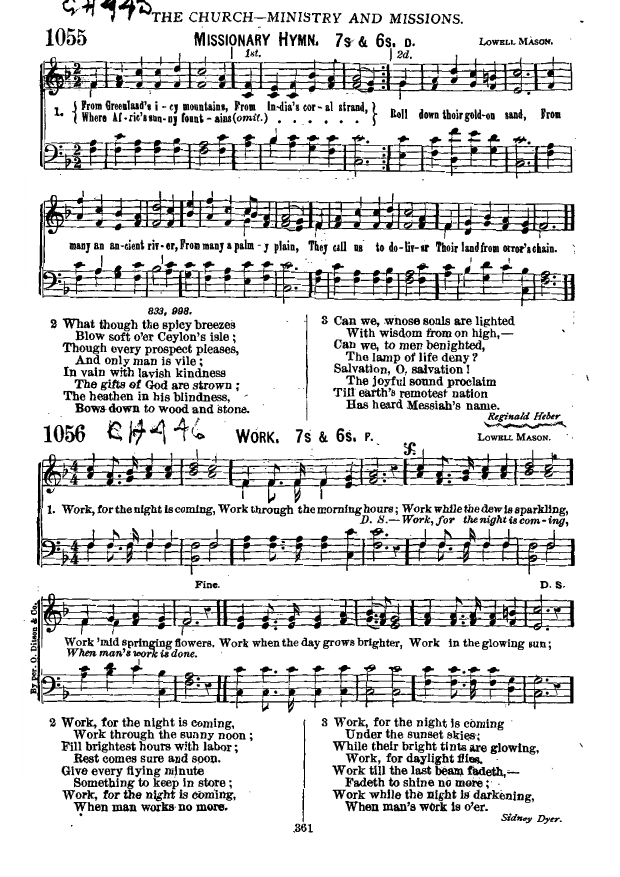 CH 442
THE CHURCH—MINISTRY AND MISSIONS.
1055 MISSIONARY HYMN. 7s & 6s. D. LOWELL MASON.
1st. 2d.
1. { From Greenland's i - cy mountains, From In-dia's cor - al strand, } Roll down their gold-en sand, From
{ Where Af-ric's sun-ny fount - ains (omit.) . . . . . . }
many an an-cient riv - er, From many a palm - y plain, They call us to de-liv-er Their land from error's chain.
833, 998.
2 What though the spicy breezes
Blow soft o'er Ceylon's isle ;
Though every prospect pleases,
And only man is vile ;
In vain with lavish kindness
The gifts of God are strown ;
The heathen in his blindness,
Bows down to wood and stone.
3 Can we, whose souls are lighted
With wisdom from on high,—
Can we, to men benighted,
The lamp of life deny ?
Salvation, O, salvation !
The joyful sound proclaim
Till earth's remotest nation
Has heard Messiah's name.
Reginald Heber
1056 CH 446 WORK. 7s & 6s. P. LOWELL MASON.
1. Work, for the night is coming, Work through the morning hours ; Work while the dew is sparkling,
D. S.— Work, for the night is com - ing,
Fine. D. S.
Work 'mid springing flowers. Work when the day grows brighter, Work in the glowing sun ;
When man's work is done.
By per. O. Ditson & Co.
2 Work, for the night is coming,
Work through the sunny noon ;
Fill brightest hours with labor ;
Rest comes sure and soon.
Give every flying minute
Something to keep in store ;
Work, for the night is coming,
When man works no more.
3 Work, for the night is coming
Under the sunset skies;
While their bright tints are glowing,
Work, for daylight flies.
Work till the last beam fadeth,—
Fadeth to shine no more ;
Work while the night is darkening,
When man's work is o'er.
Sidney Dyer.
361